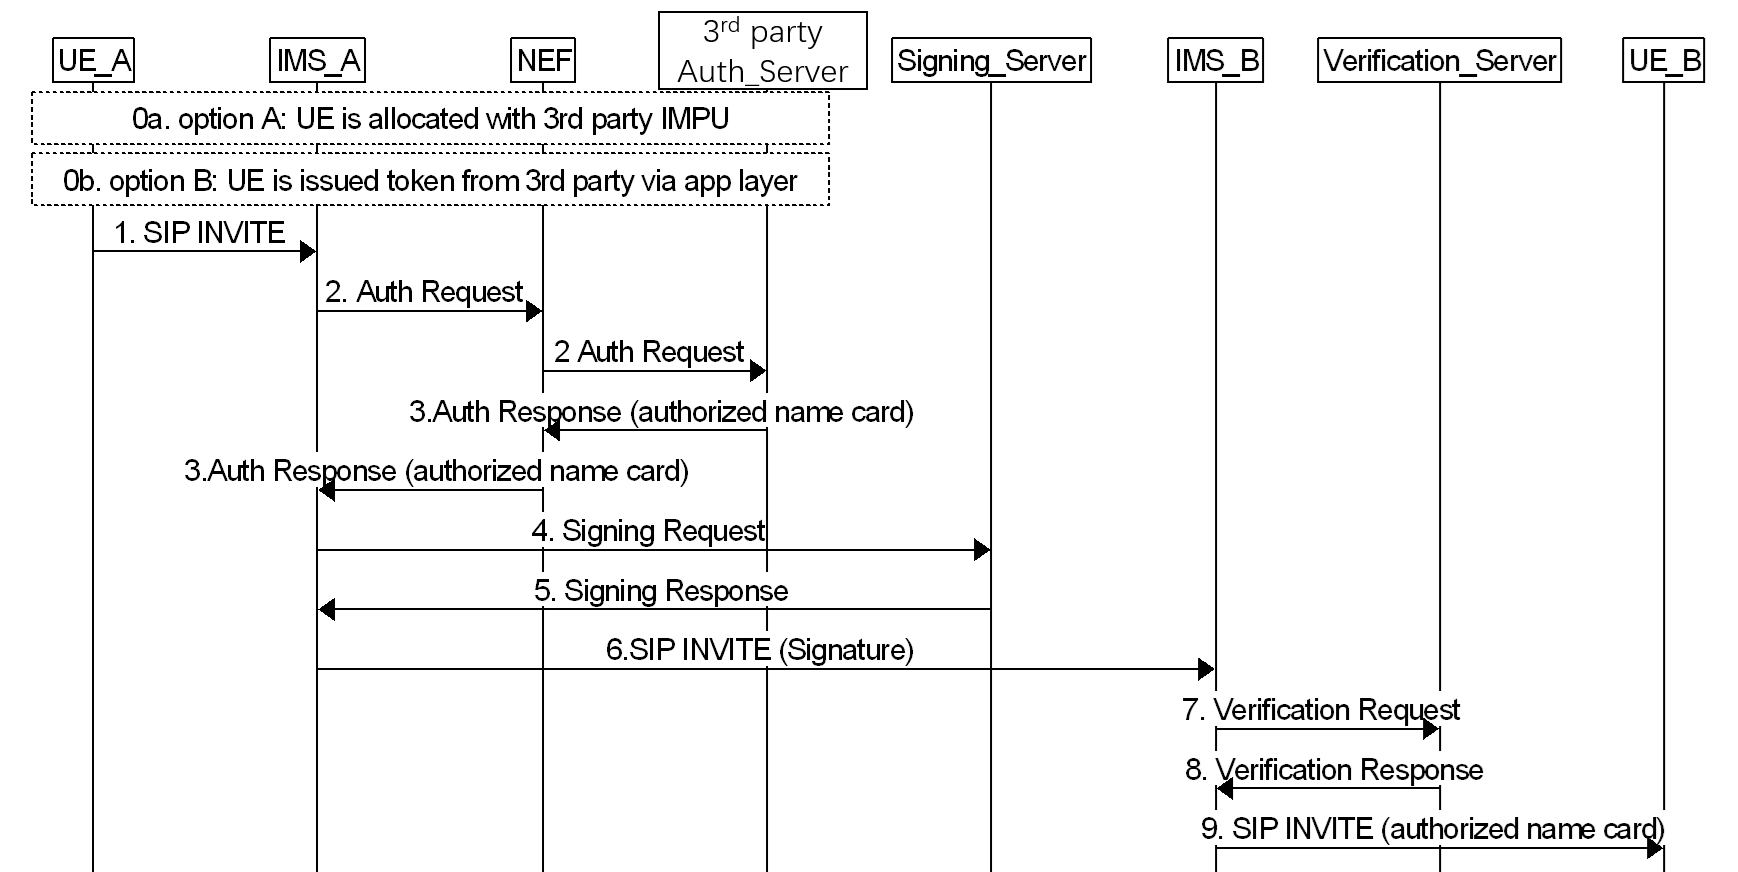 UE_A
IMS_A
NEF
3rd party
Auth_Server
Signing_Server
IMS_B
Verification_Server
UE_B
0a. option A: UE is allocated with 3rd party IMPU
0b. option B: UE is issued token from 3rd party via app layer
1. SIP INVITE
2. Auth Request
2 Auth Request
3.Auth Response (authorized name card)
3.Auth Response (authorized name card)
4. Signing Request
5. Signing Response
6.SIP INVITE (Signature)
7. Verification Request
8. Verification Response
9. SIP INVITE (authorized name card)